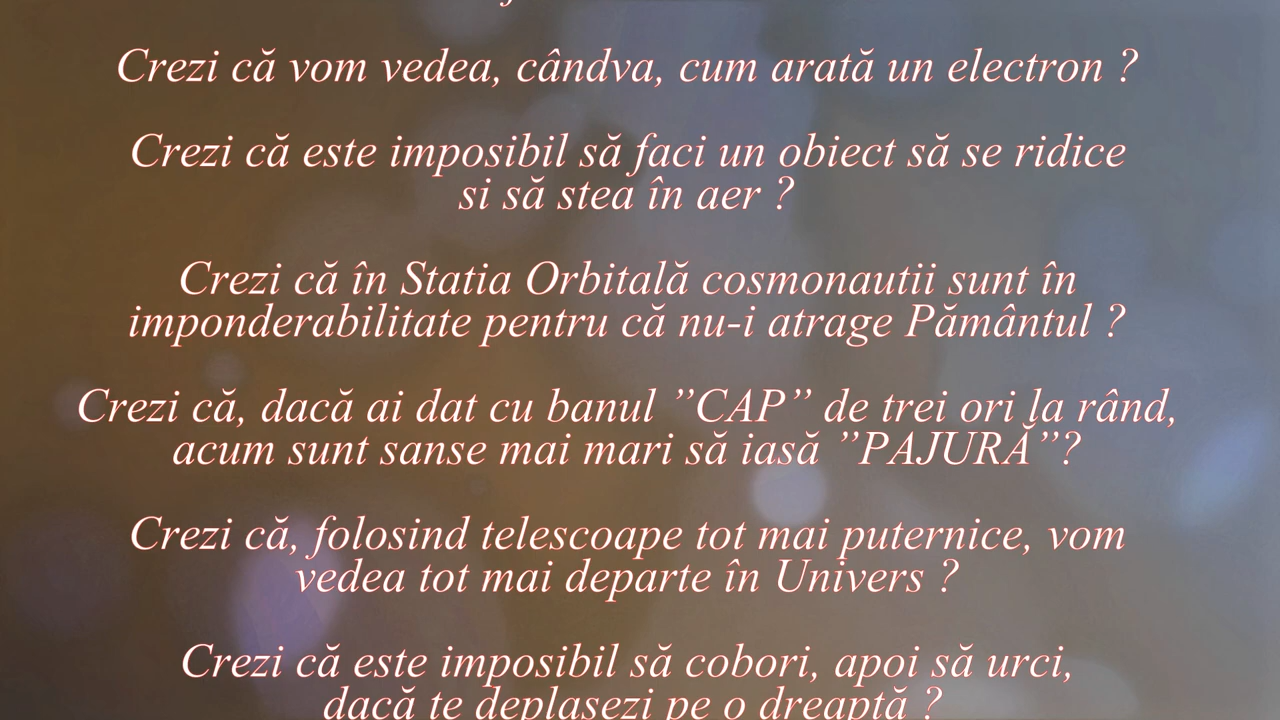 Crezi că vom vedea, cândva, cum arată un electron ?
Crezi că este imposibil să faci un obiect să se ridice
si să stea în aer ?
Crezi că în Statia Orbitală cosmonautii sunt în
imponderabilitate pentru că nu-i atrage Pământul ?
Crezi că, dacă ai dat cu banul ”CAP” de trei ori la rând,
acum sunt sanse mai mari să iasă ”PAJURĂ”?
Crezi că, folosind telescoape tot mai puternice, vom
vedea tot mai departe în Univers ?
Crezi că este imposibil să cobori, apoi să urci,
dacă te deplasezi pe o dreaptă ?